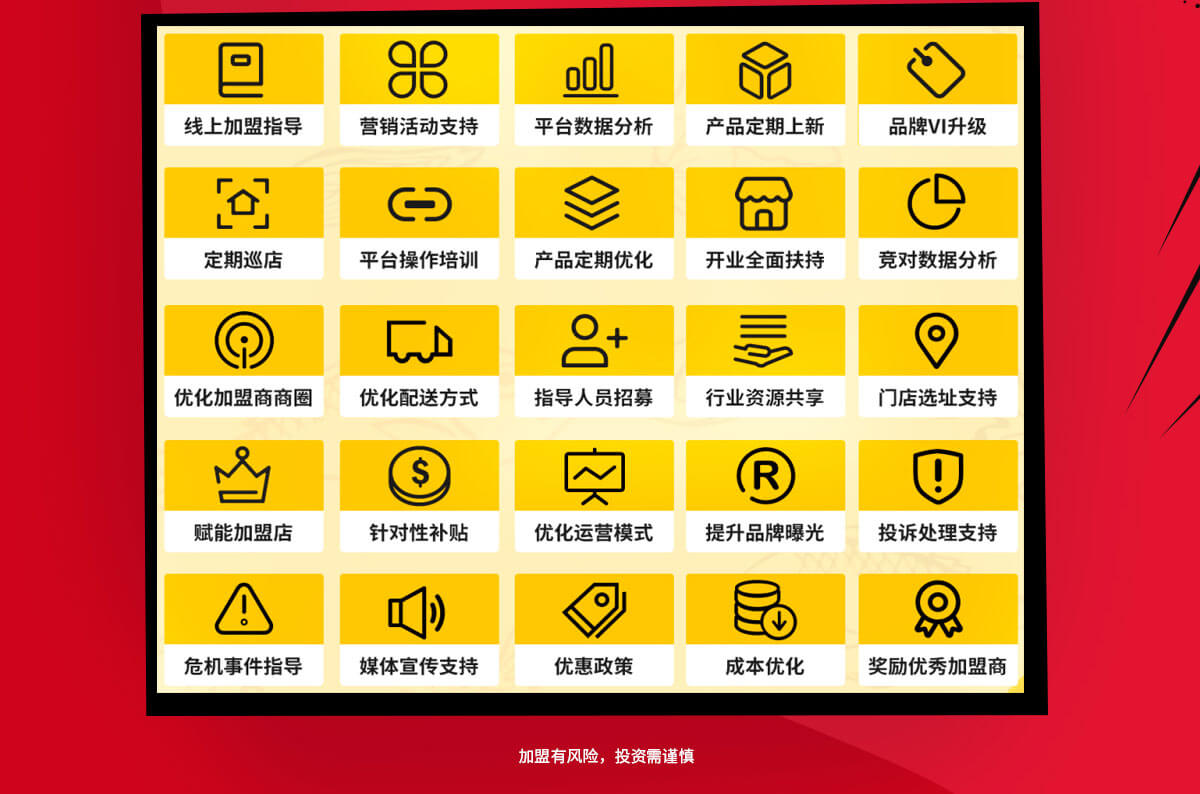 线上加盟指导
营销活动支持
平台数据分析
产品定期上新
品牌VI升级
定期巡店
平台操作培训
产品定期优化
开业全面扶持
竞对数据分析
优化加盟商商圈
优化配送方式
指导人员招募
行业资源共享
门店选址支持
$
R
赋能加盟店
针对性补贴
优化运营模式
提升品牌曝光
投诉处理支持
危机事件指导
媒体宣传支持
优惠政策
成本优化
奖励优秀加盟商
加盟有风险，投资需谨慎